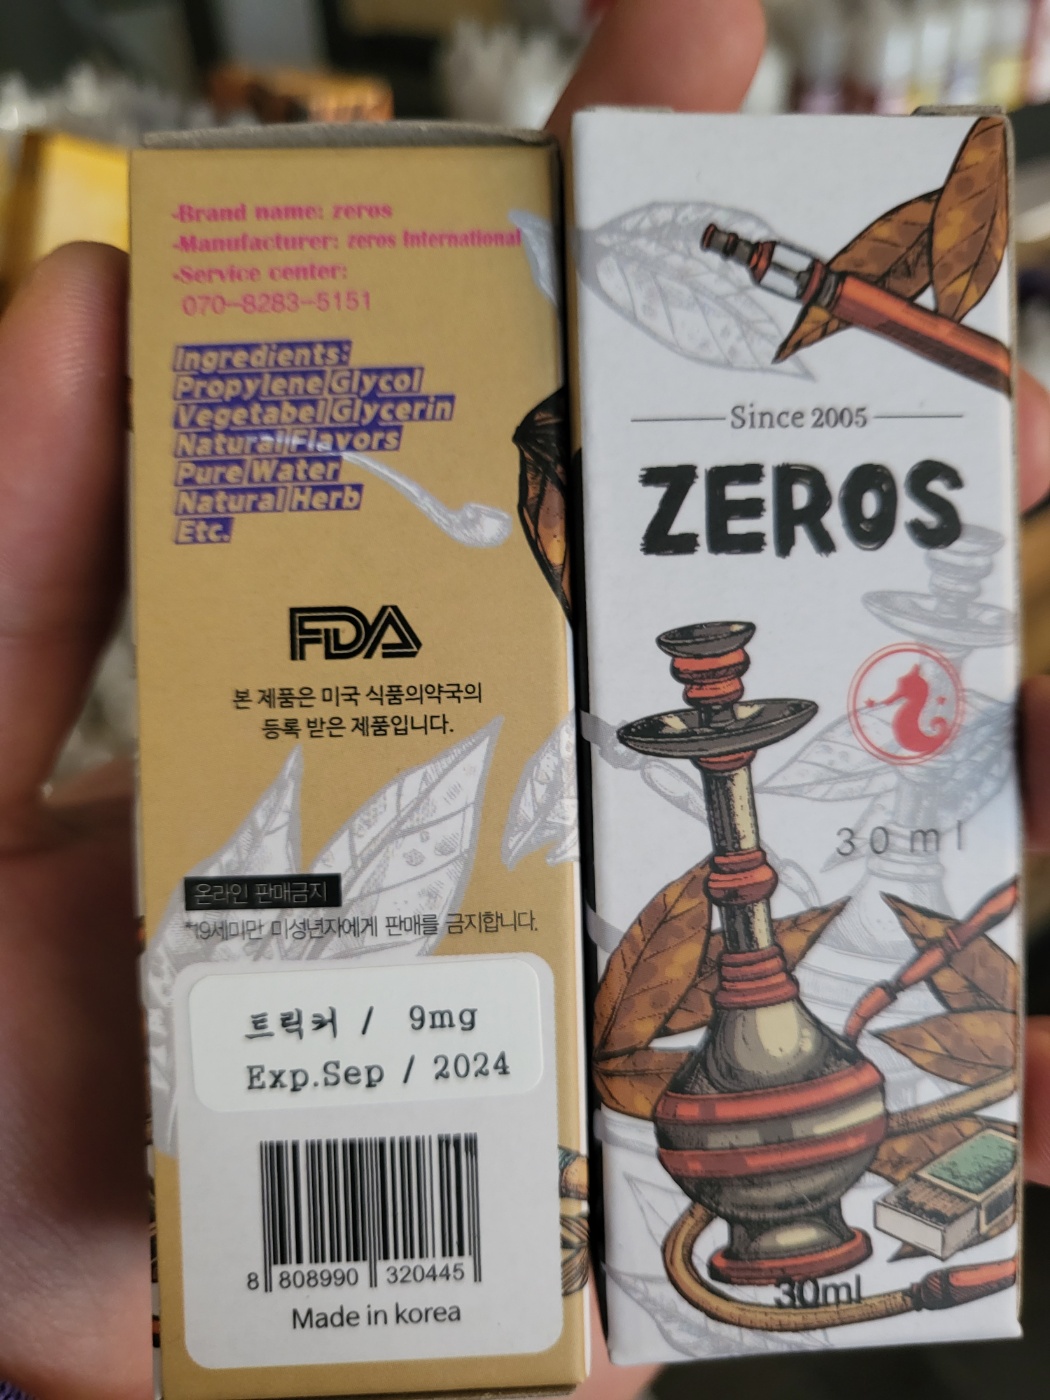 -Brand name: zeros
-Manufacturer: zeros International
-Service center:
070-8283-5151
Ingredients:
Propylene Glycol
Vegetabel Glycerin
Natural Flavors
Pure Water
Natural Herb
Etc.
FDA
본 제품은 미국 식품의약국의
등록 받은 제품입니다.
온라인 판매금지
*19세미만 미성년자에게 판매를 금지합니다.
트릭커 / 9mg
Exp.Sep / 2024
8 808990 320445
Made in korea
Since 2005
ZEROS
30ml
30ml